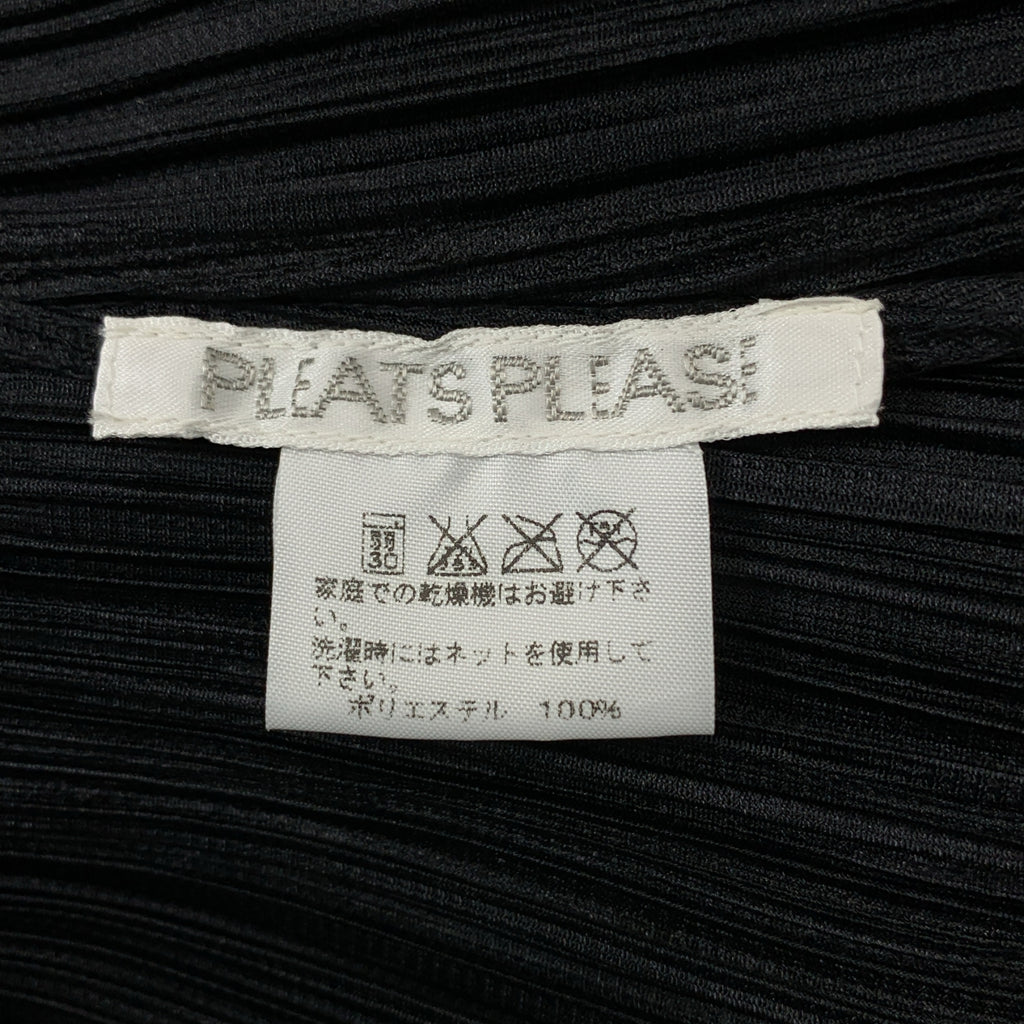 PLEATS PLEASE
弱
30
家庭での乾燥機はお避け下さ
い。
洗濯時にはネットを使用して
下さい。
ポリエステル 100%